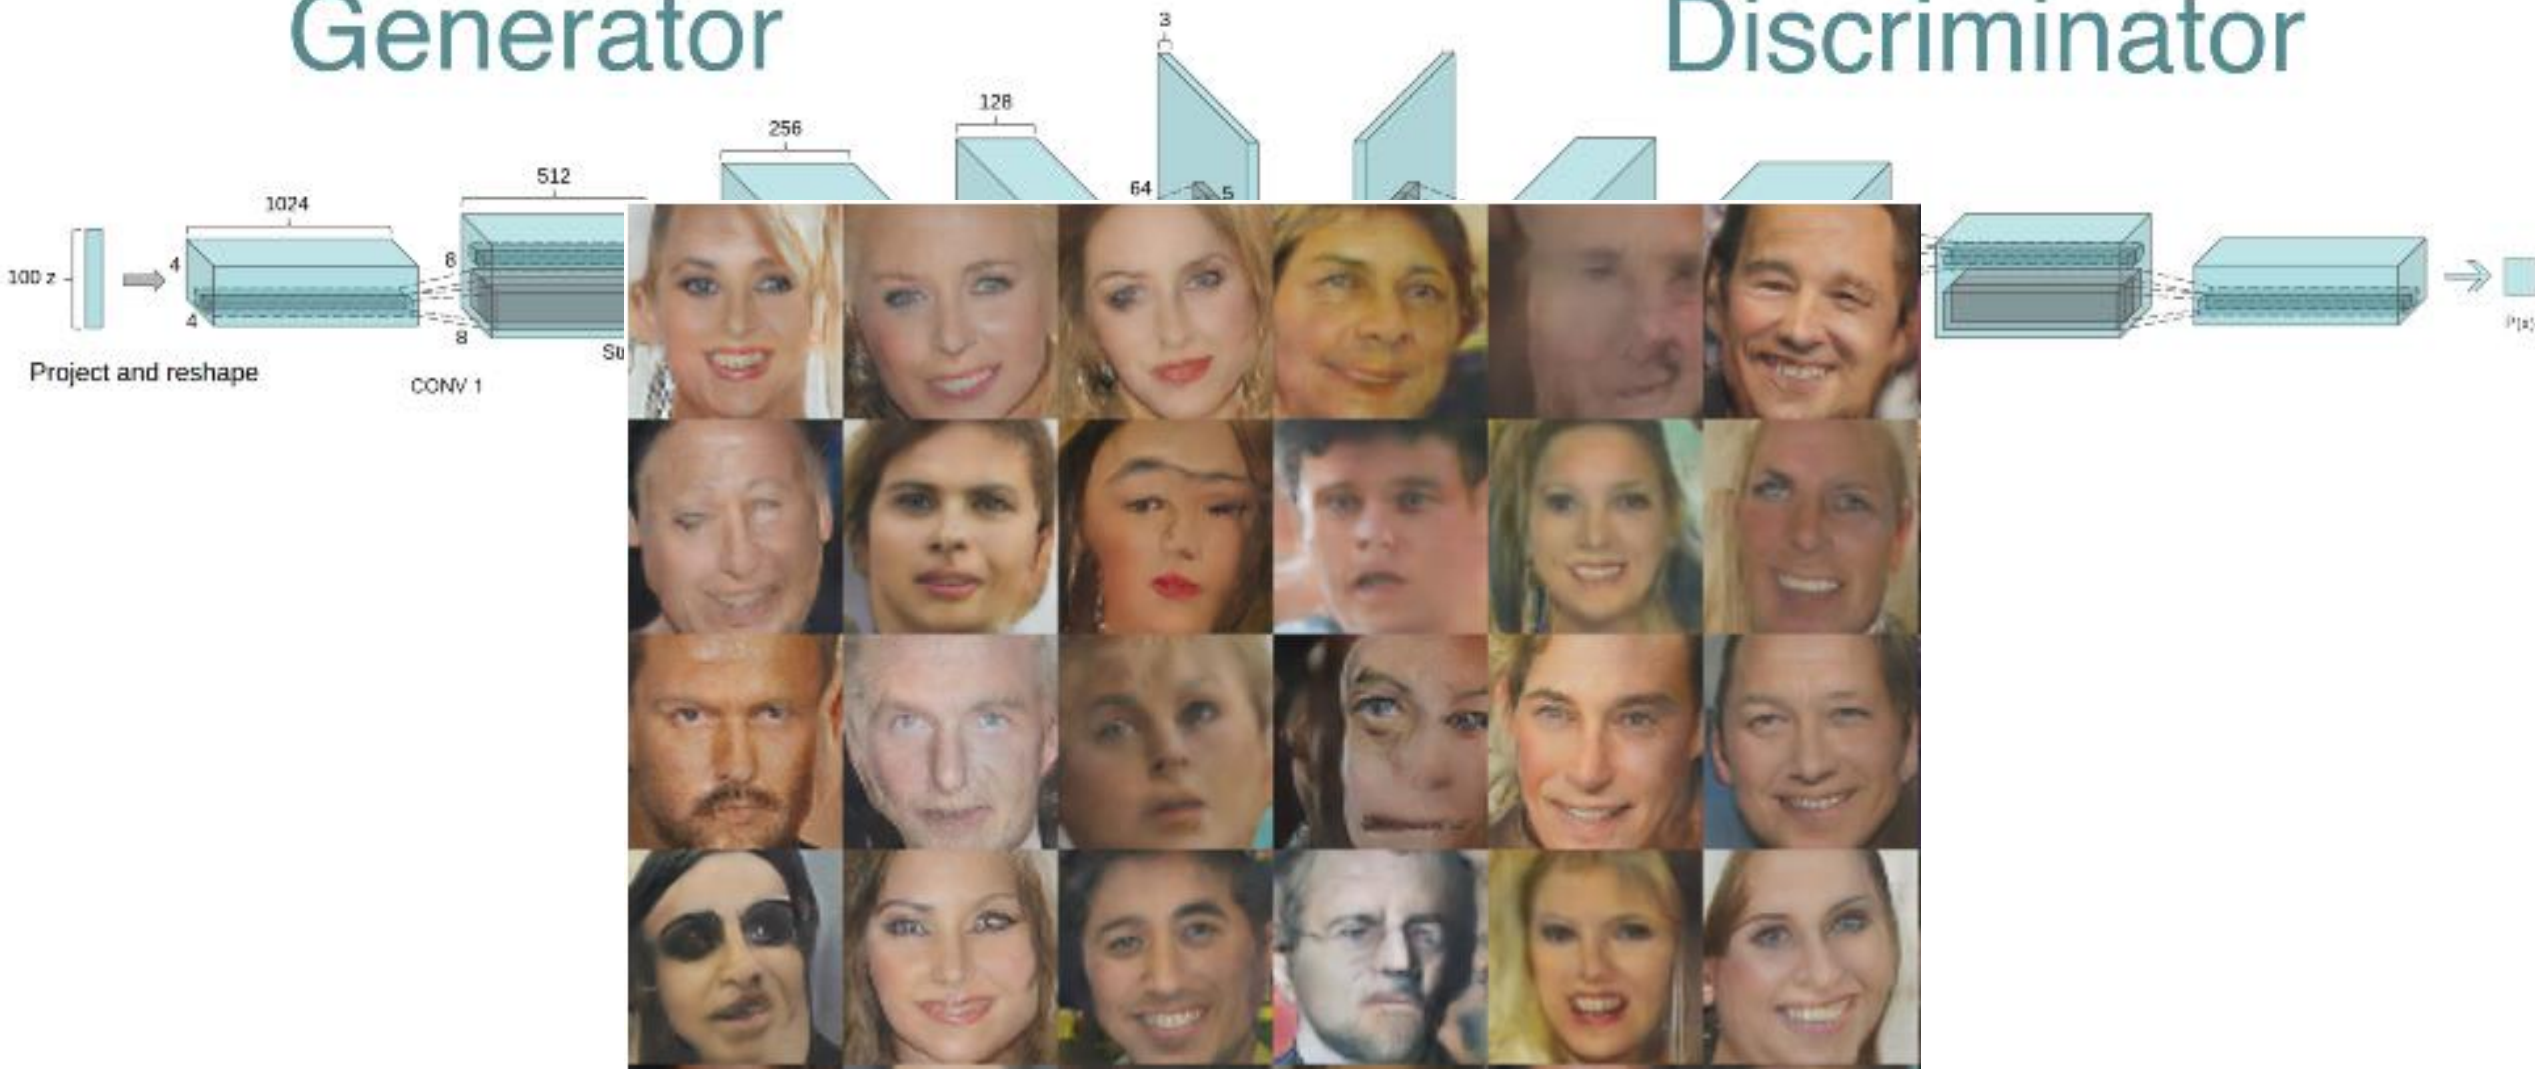 Generator
Discriminator
3
128
256
64
5
512
1024
8
4
100 z
4
8
P(x)
Project and reshape
CONV 1